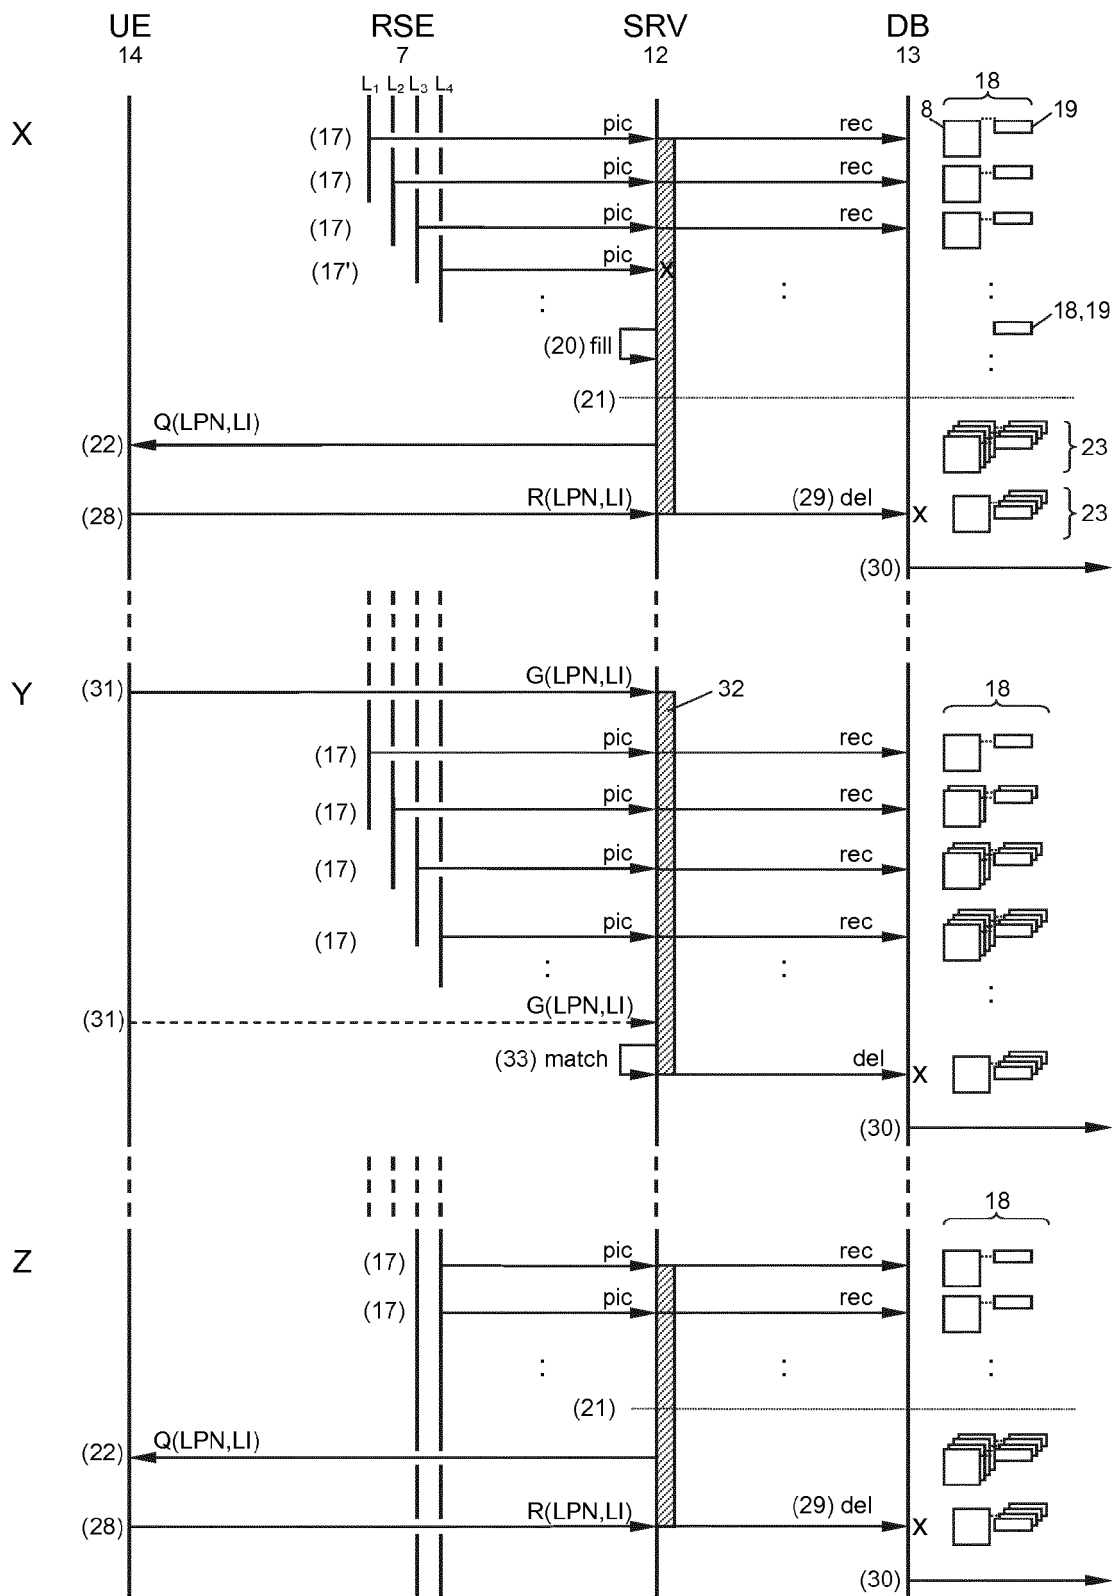 UE RSE SRV DB
14 7 12 13
L1 L2 L3 L4
18
X (17) pic rec 8 19
(17) pic rec
(17) pic rec
(17') pic X
: : :
18,19
(20) fill
:
(21)
(22) Q(LPN,LI) 23
(28) R(LPN,LI) (29) del X 23
(30)
Y (31) G(LPN,LI) 32 18
(17) pic rec
(17) pic rec
(17) pic rec
(17) pic rec
: : :
(31) G(LPN,LI)
(33) match del X
(30)
18
Z (17) pic rec
(17) pic rec
: : :
(21)
(22) Q(LPN,LI)
(28) R(LPN,LI) (29) del X
(30)